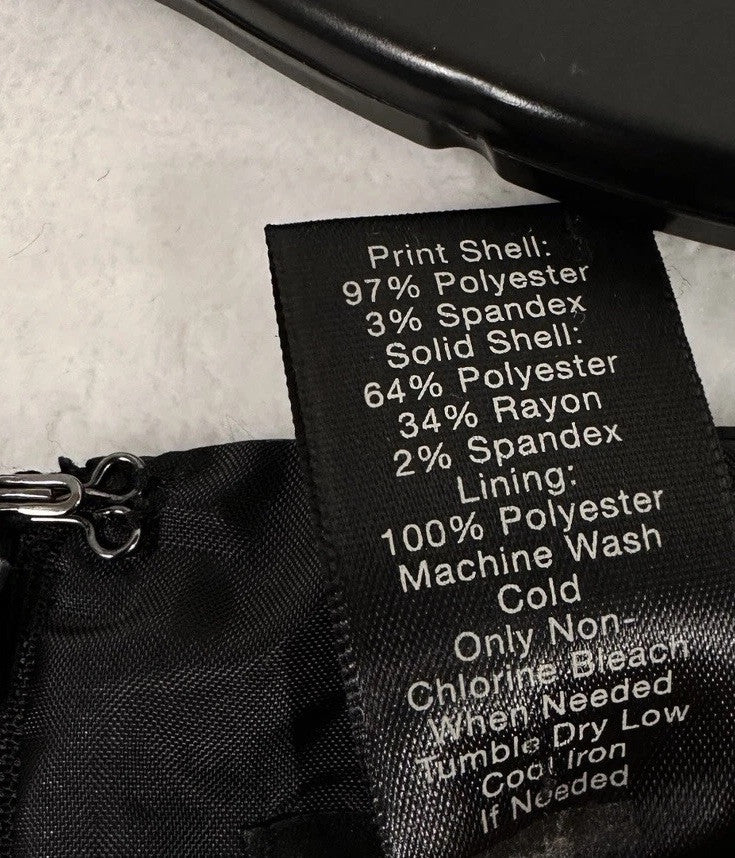 Print Shell:
97% Polyester
3% Spandex
Solid Shell:
64% Polyester
34% Rayon
2% Spandex
Lining:
100% Polyester
Machine Wash
Cold
Only Non-
Chlorine Bleach
When Needed
Tumble Dry Low
Cool Iron
If Needed